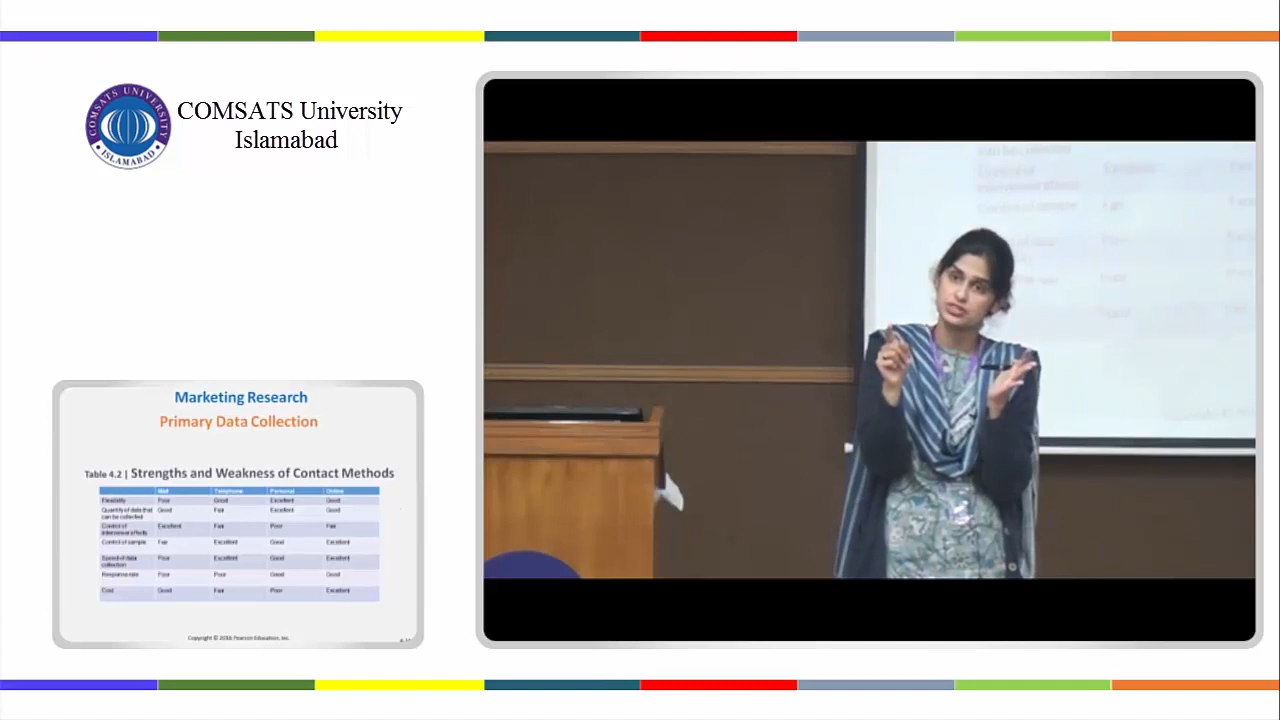 COMSATS UNIVERSITY
• ISLAMABAD •
COMSATS University
Islamabad
Marketing Research
Primary Data Collection
Table 4.2 | Strengths and Weakness of Contact Methods
Mail Telephone Personal Online
Flexibility Poor Good Excellent Good
Quantity of data that can be collected Good Fair Excellent Good
Control of interviewer effects Excellent Fair Poor Fair
Control of sample Fair Excellent Good Excellent
Speed of data collection Poor Excellent Good Excellent
Response rate Poor Poor Good Good
Cost Good Fair Poor Excellent
Copyright © 2016 Pearson Education, Inc.